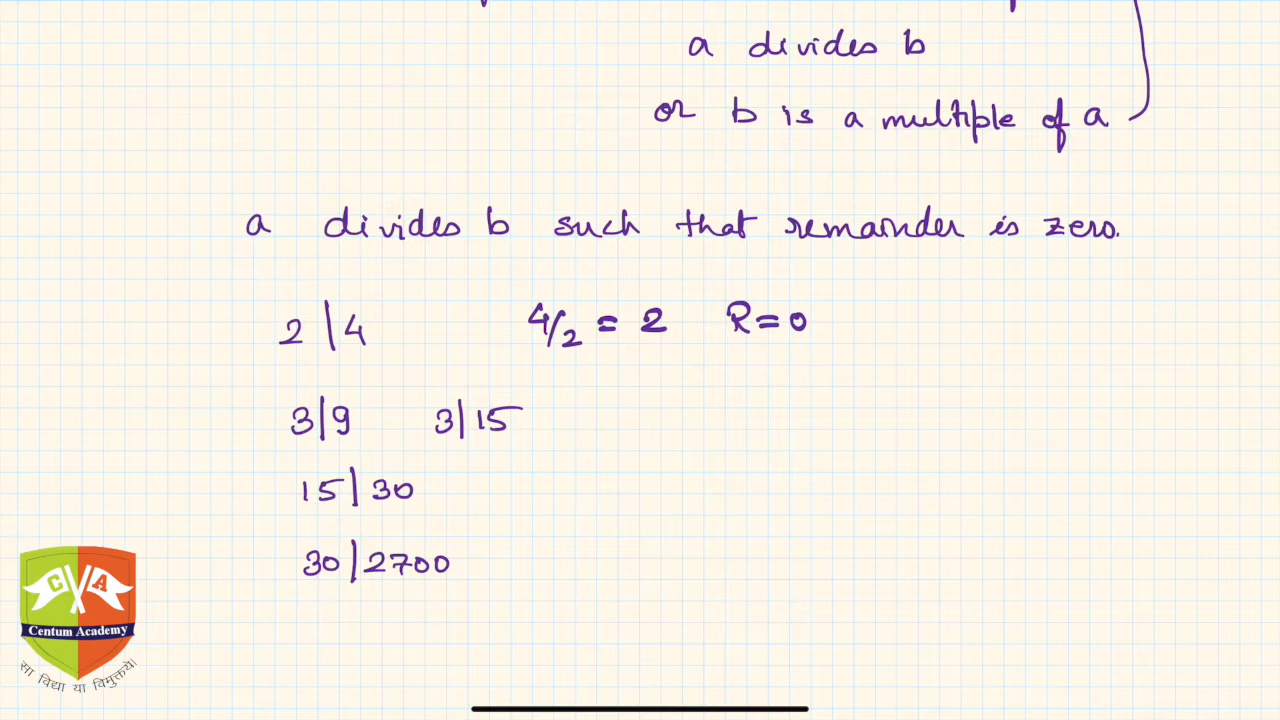 a divides b
or b is a multiple of a
a divides b such that remainder is zero.
2 | 4 4/2 = 2 R = 0
3 | 9 3 | 15
15 | 30
30 | 2700
C A
Centum Academy
सा विद्या या विमुक्तये।